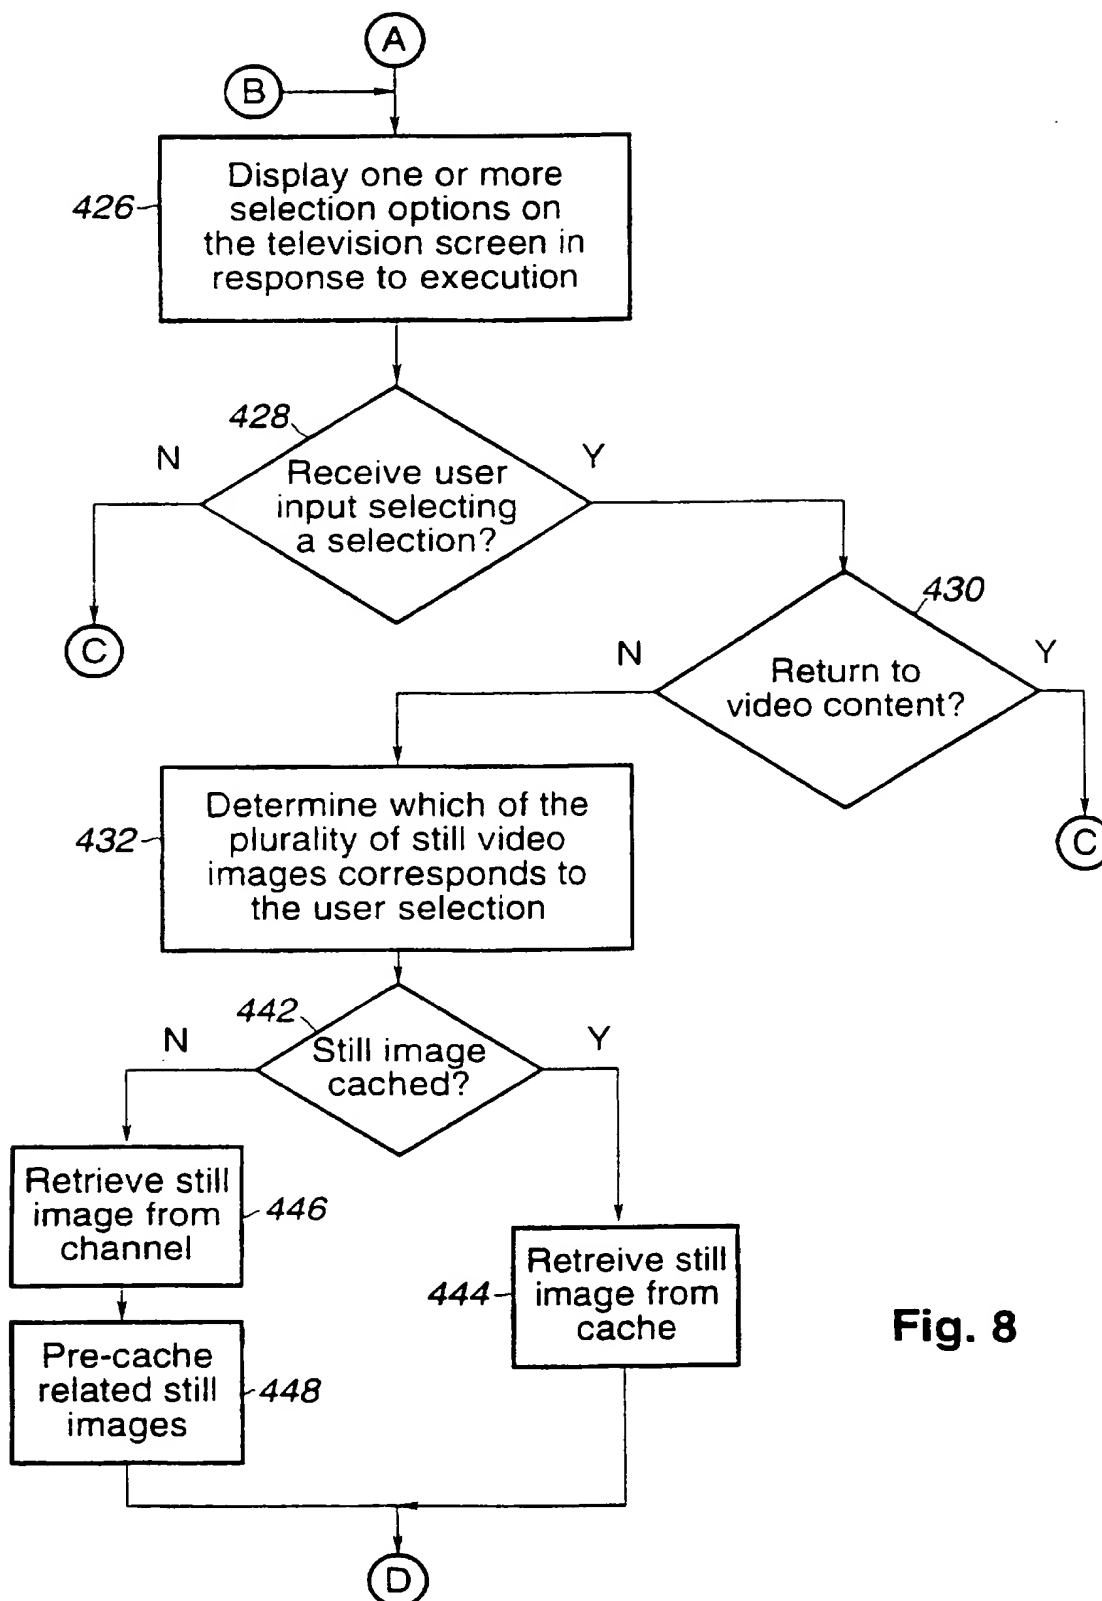 A
B
Display one or more
selection options on
the television screen in
response to execution
426
428
N
Y
Receive user
input selecting
a selection?
C
430
N
Y
Return to
video content?
C
Determine which of the
plurality of still video
images corresponds to
the user selection
432
442
N
Y
Still image
cached?
Retrieve still
image from
channel
446
Retreive still
image from
cache
444
Pre-cache
related still
images
448
Fig. 8
D